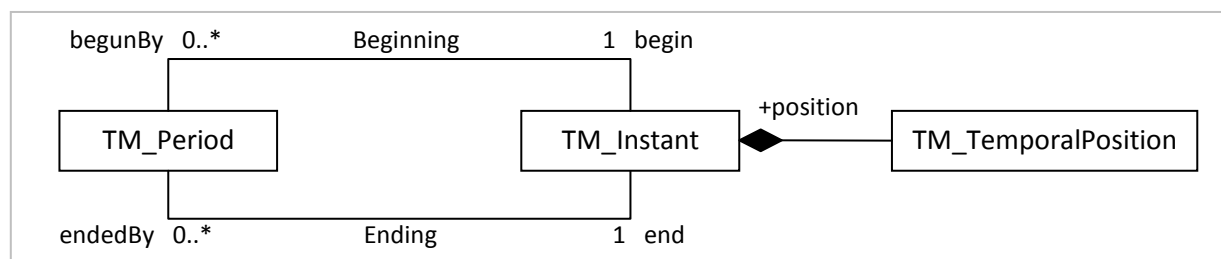 begunBy 0..* Beginning 1 begin
+position
TM_Period TM_Instant TM_TemporalPosition
endedBy 0..* Ending 1 end